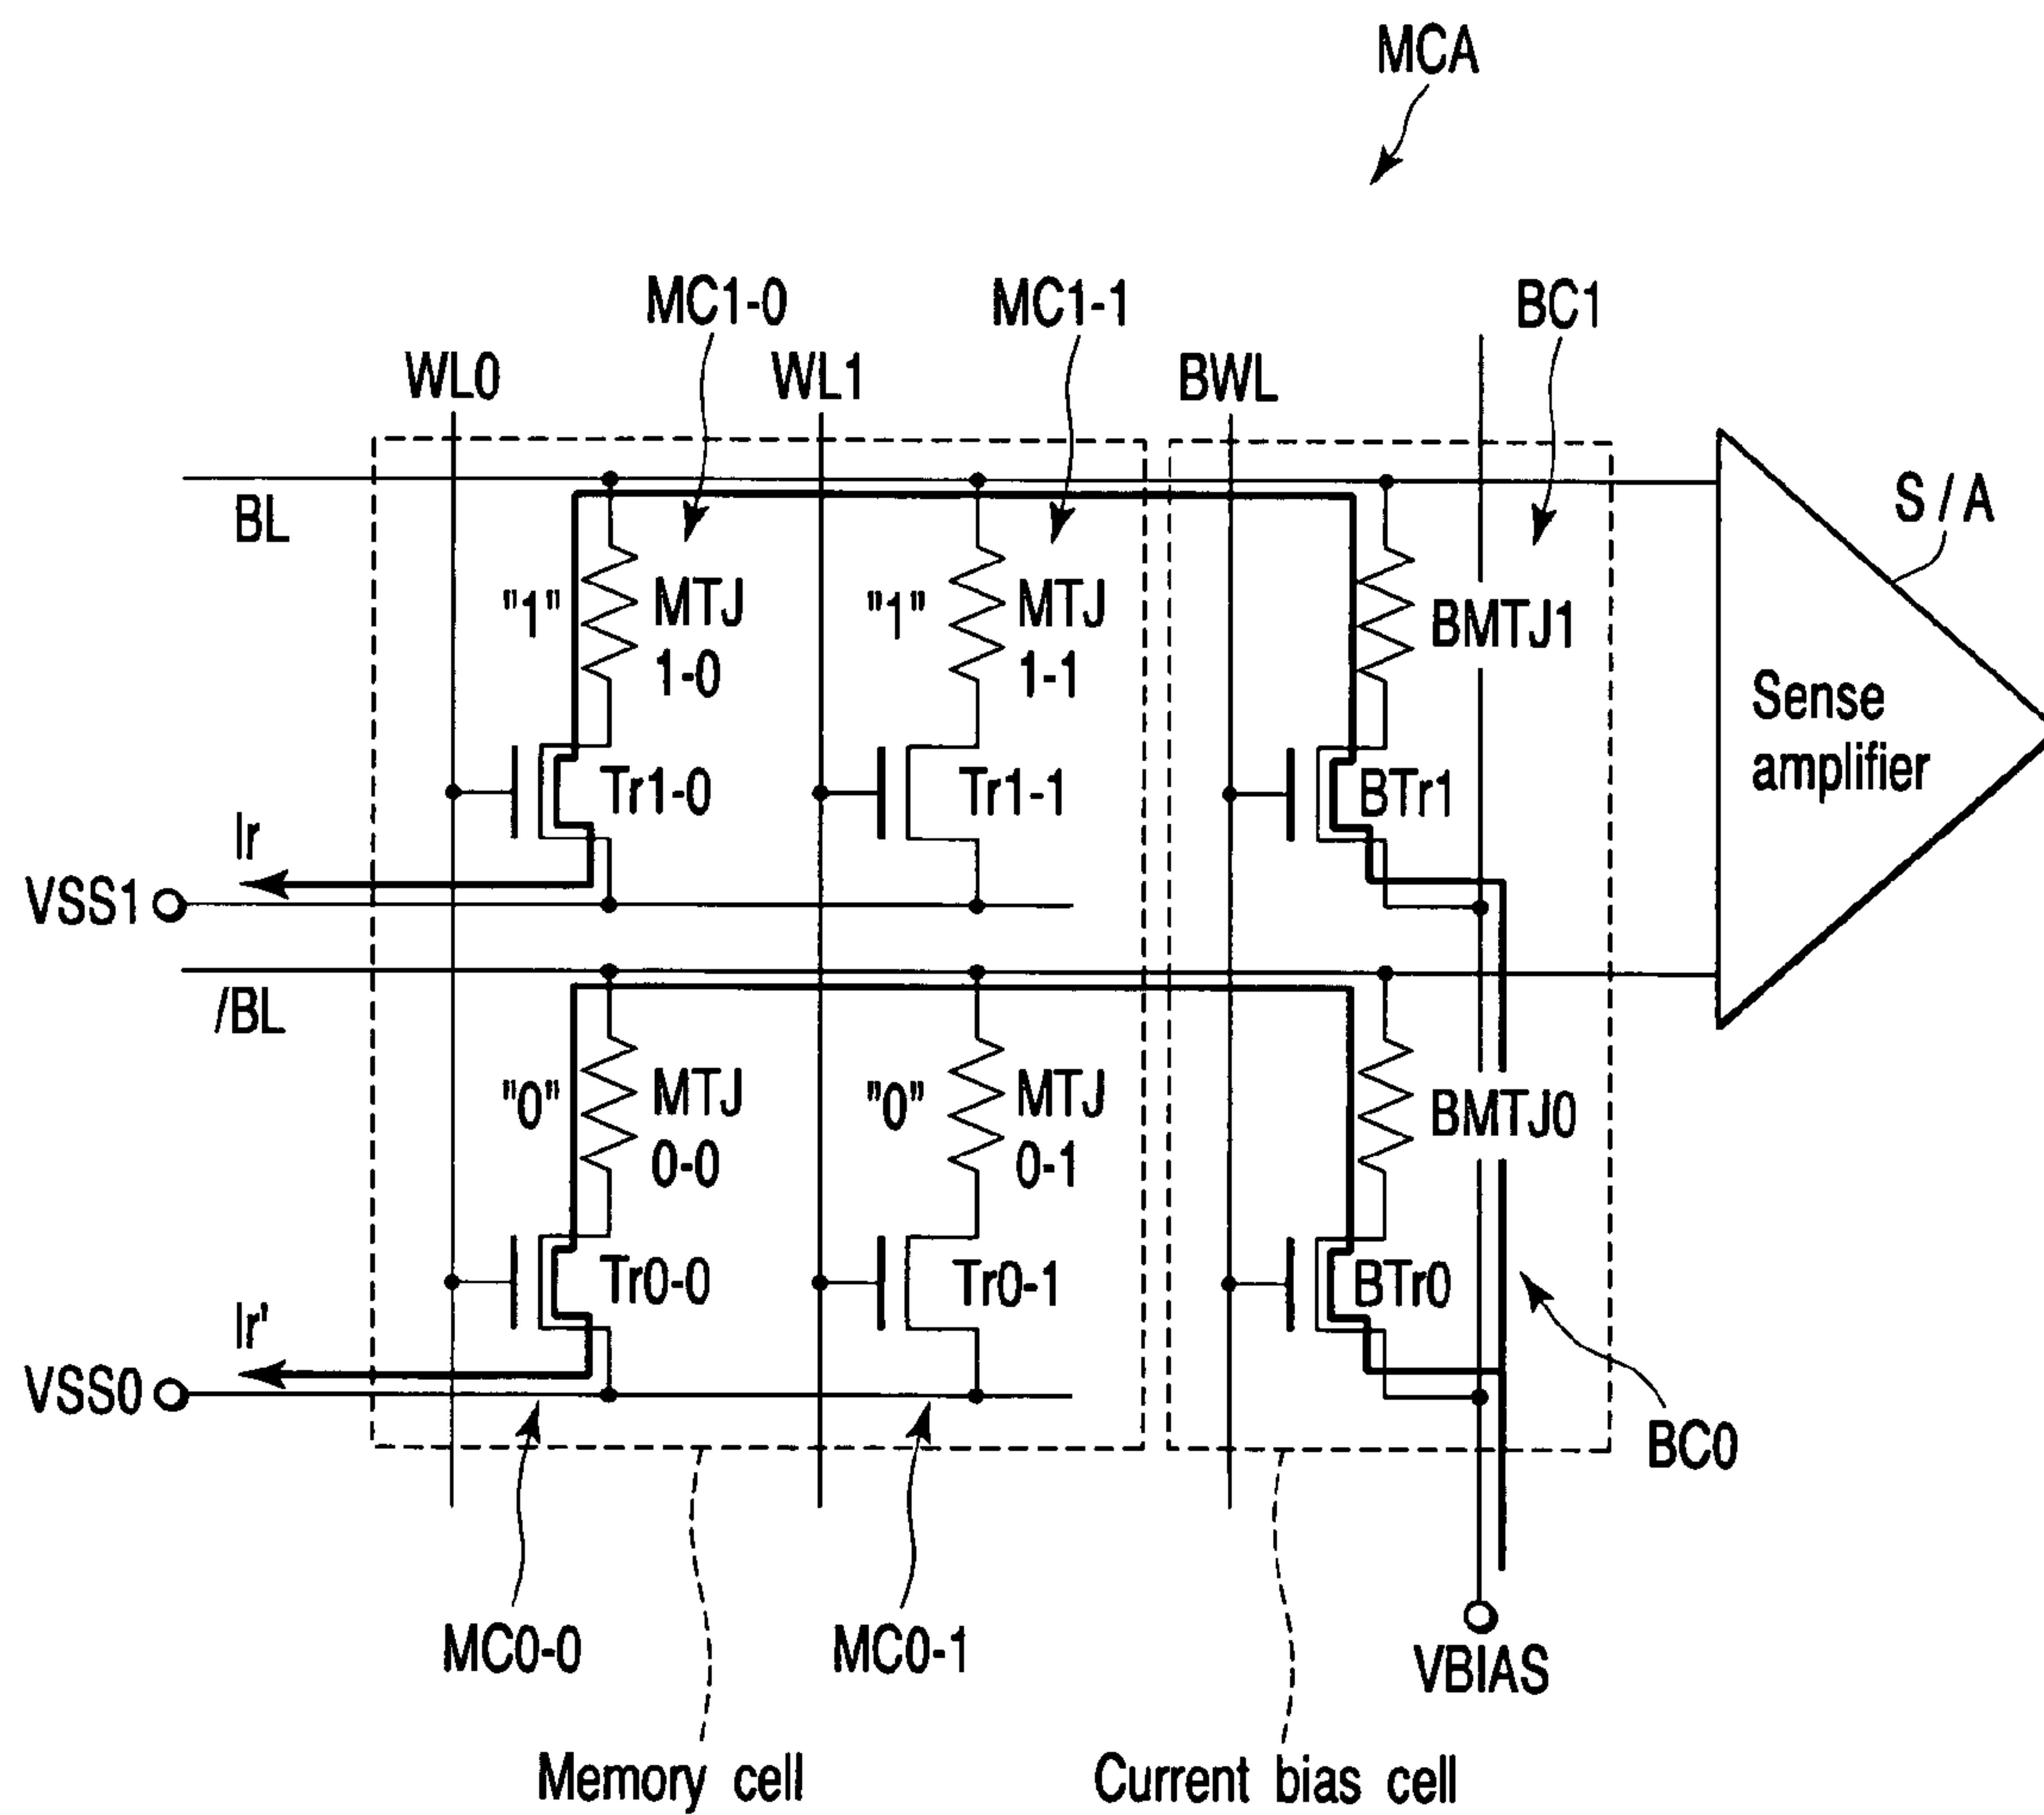 MCA
MC1-0
MC1-1
BC1
WL0
WL1
BWL
BL
S / A
"1"
MTJ
1-0
"1"
MTJ
1-1
BMTJ1
Sense
amplifier
Tr1-0
Tr1-1
BTr1
Ir
VSS1
/BL
"0"
MTJ
0-0
"0"
MTJ
0-1
BMTJ0
Tr0-0
Tr0-1
BTr0
Ir'
VSS0
BC0
MC0-0
MC0-1
VBIAS
Memory cell
Current bias cell